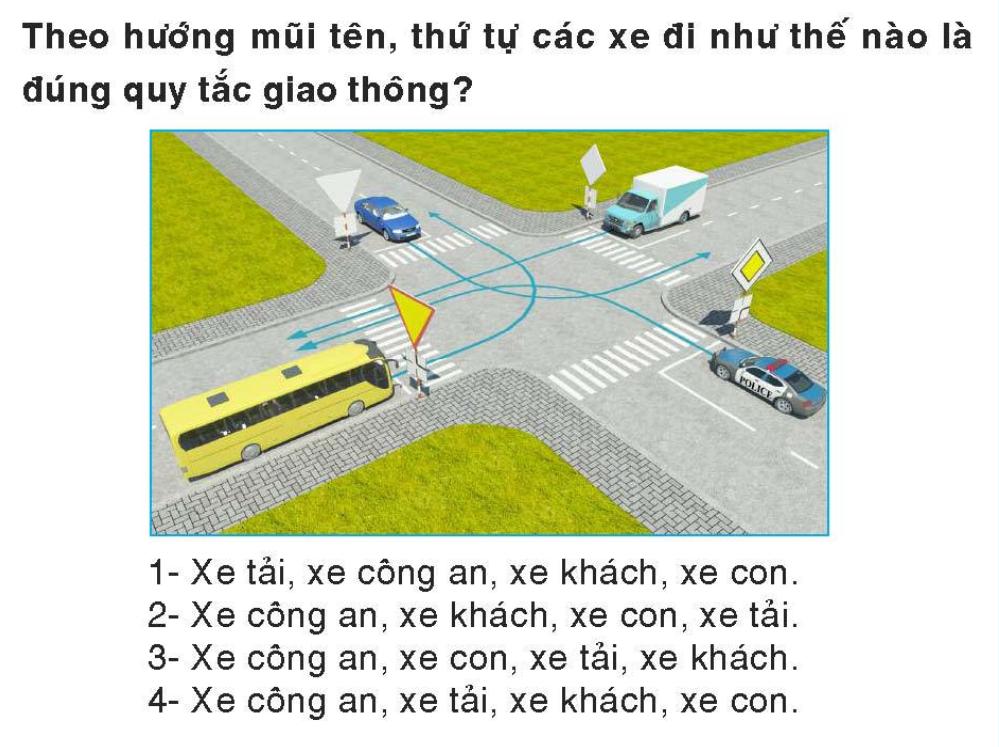 Theo hướng mũi tên, thứ tự các xe đi như thế nào là
đúng quy tắc giao thông?
POLICE
1- Xe tải, xe công an, xe khách, xe con.
2- Xe công an, xe khách, xe con, xe tải.
3- Xe công an, xe con, xe tải, xe khách.
4- Xe công an, xe tải, xe khách, xe con.